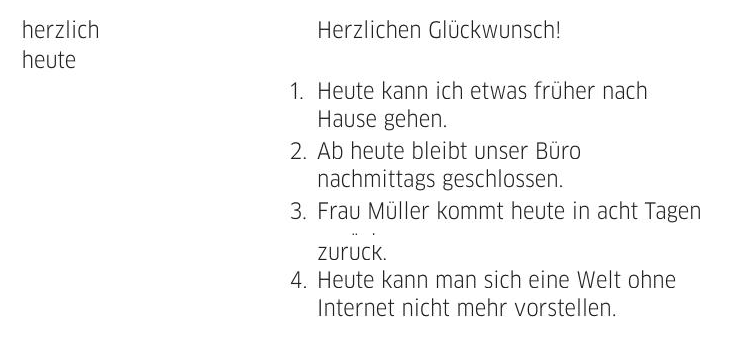 herzlich Herzlichen Glückwunsch!
heute
1. Heute kann ich etwas früher nach
Hause gehen.
2. Ab heute bleibt unser Büro
nachmittags geschlossen.
3. Frau Müller kommt heute in acht Tagen
zuruck.
4. Heute kann man sich eine Welt ohne
Internet nicht mehr vorstellen.